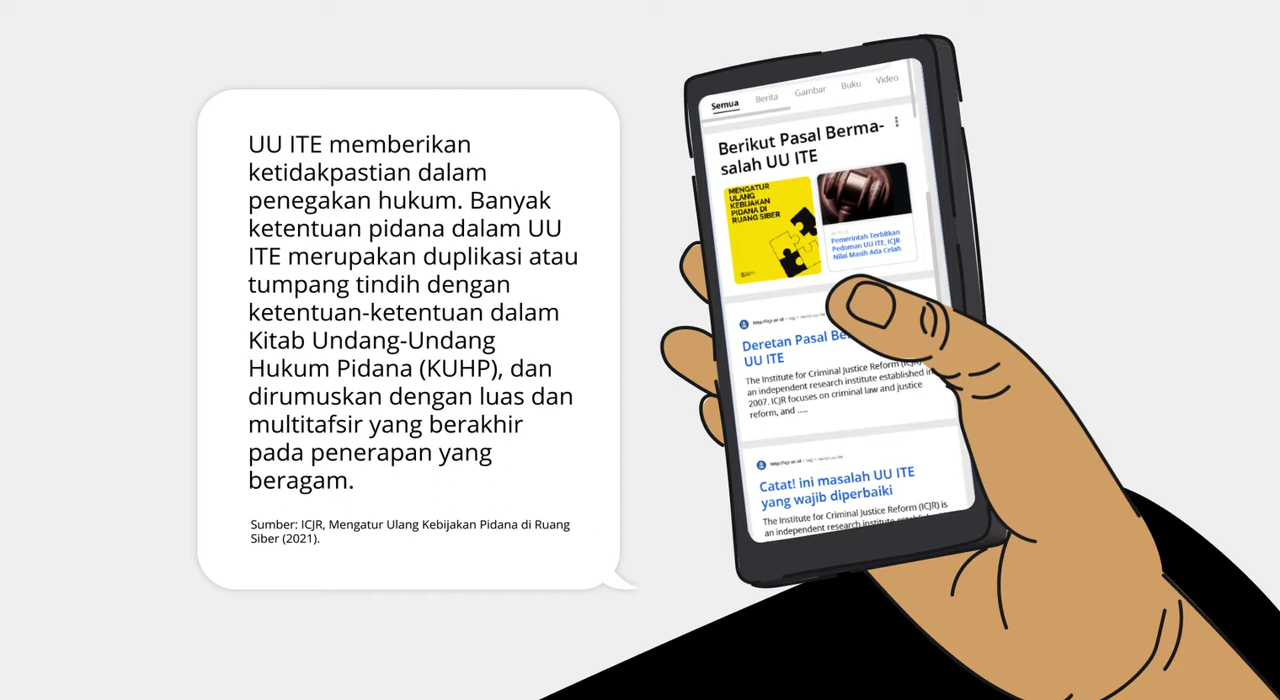 UU ITE memberikan
ketidakpastian dalam
penegakan hukum. Banyak
ketentuan pidana dalam UU
ITE merupakan duplikasi atau
tumpang tindih dengan
ketentuan-ketentuan dalam
Kitab Undang-Undang
Hukum Pidana (KUHP), dan
dirumuskan dengan luas dan
multitafsir yang berakhir
pada penerapan yang
beragam.
Sumber: ICJR, Mengatur Ulang Kebijakan Pidana di Ruang
Siber (2021).
Semua Berita Gambar Buku Video
Berikut Pasal Berma-
salah UU ITE
MENGATUR
ULANG
KEBIJAKAN
PIDANA DI
RUANG SIBER
Pemerintah Terbitkan
Pedoman UU ITE, ICJR
Nilai Masih Ada Celah
Deretan Pasal Be
UU ITE
The Institute for Criminal Justice Reform (ICJR)
an independent research institute established in
2007. ICJR focuses on criminal law and justice
reform, and .....
Catat! ini masalah UU ITE
yang wajib diperbaiki
The Institute for Criminal Justice Reform (ICJR) is
an independent research institute established in